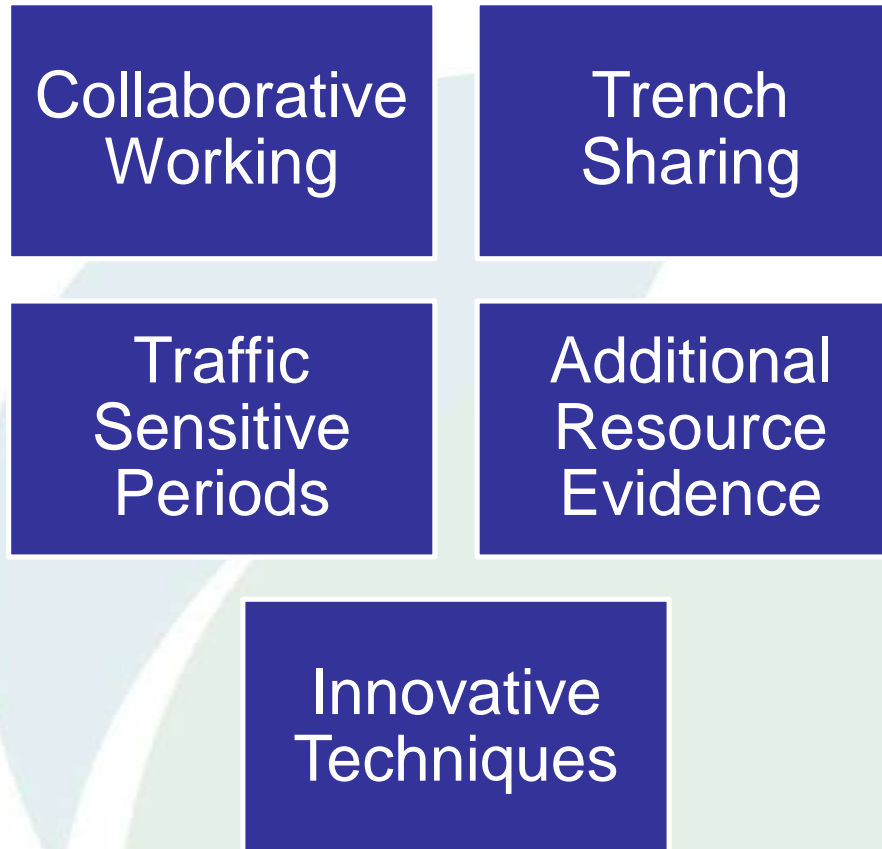 Collaborative
Working
Trench
Sharing
Traffic
Sensitive
Periods
Additional
Resource
Evidence
Innovative
Techniques